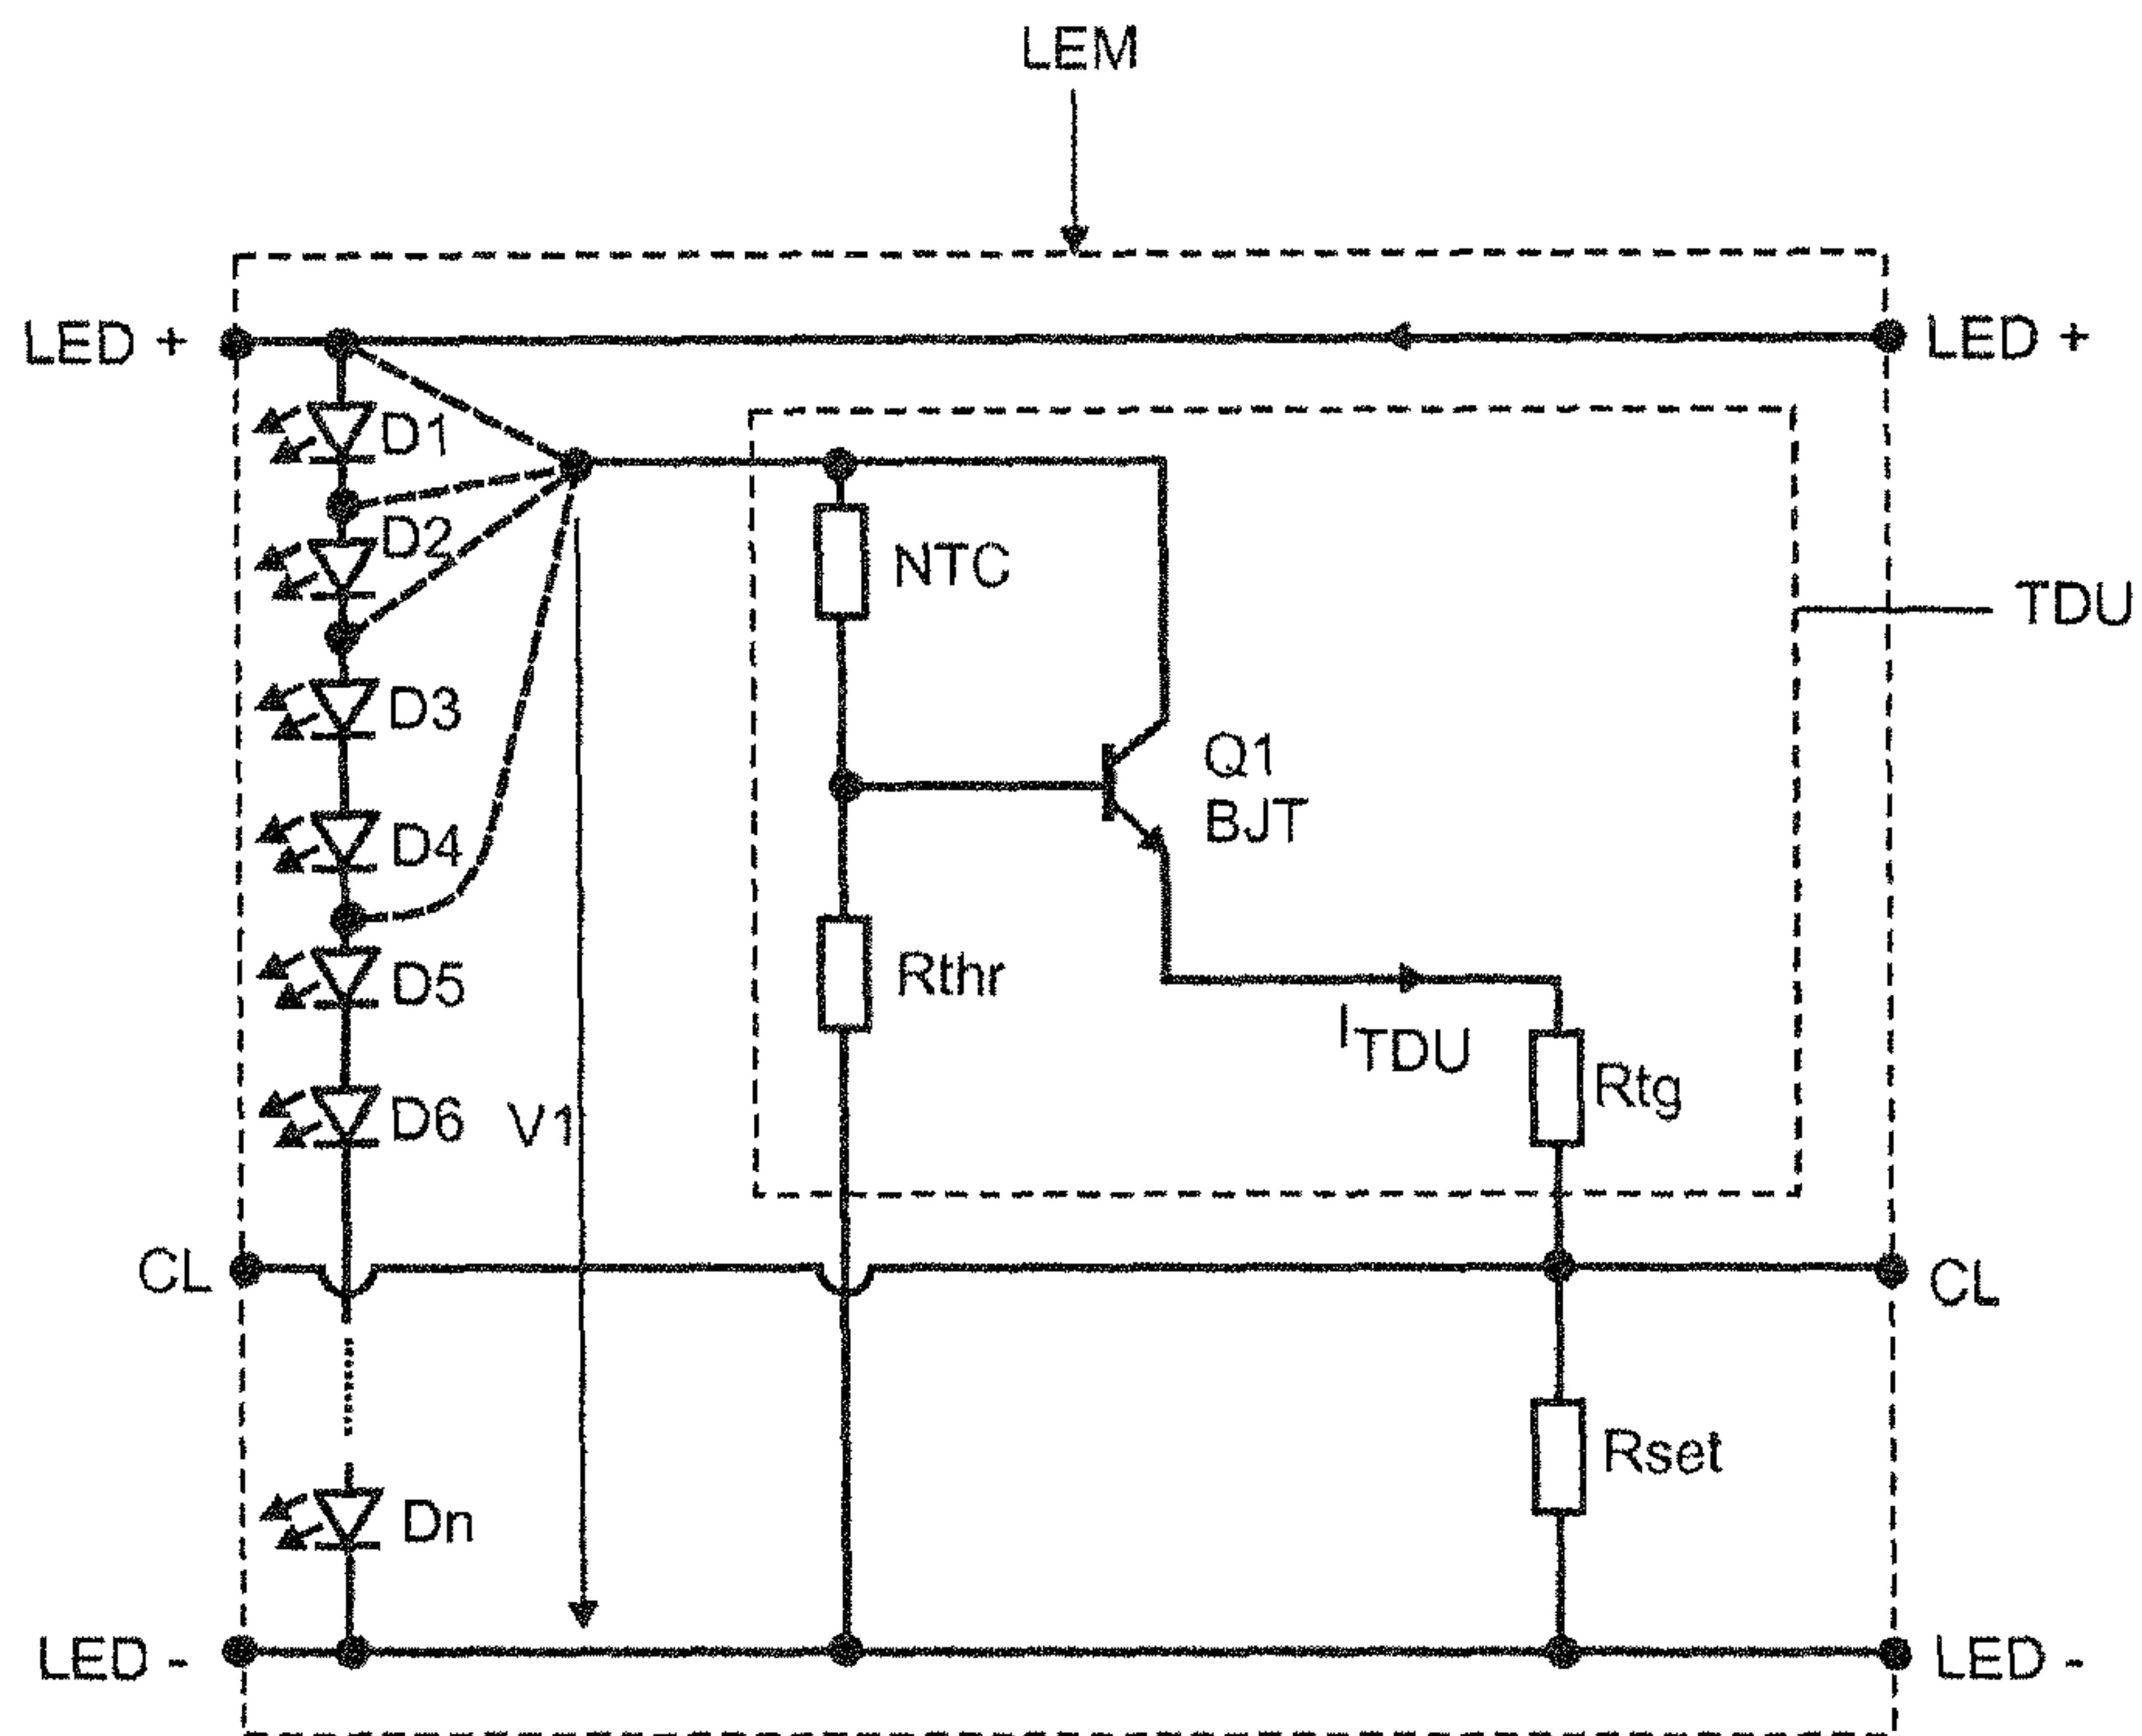 LEM
LED +
LED +
D1
D2
NTC
TDU
D3
Q1
BJT
D4
Rthr
D5
ITDU
Rtg
D6
V1
CL
CL
Rset
Dn
LED -
LED -